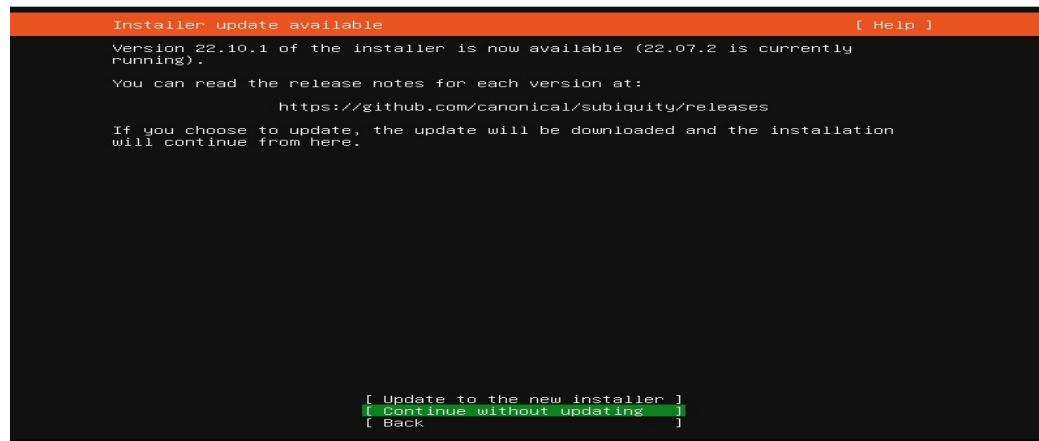 Installer update available [ Help ]
Version 22.10.1 of the installer is now available (22.07.2 is currently
running).
You can read the release notes for each version at:
https://github.com/canonical/subiquity/releases
If you choose to update, the update will be downloaded and the installation
will continue from here.
[ Update to the new installer ]
[ Continue without updating ]
[ Back ]